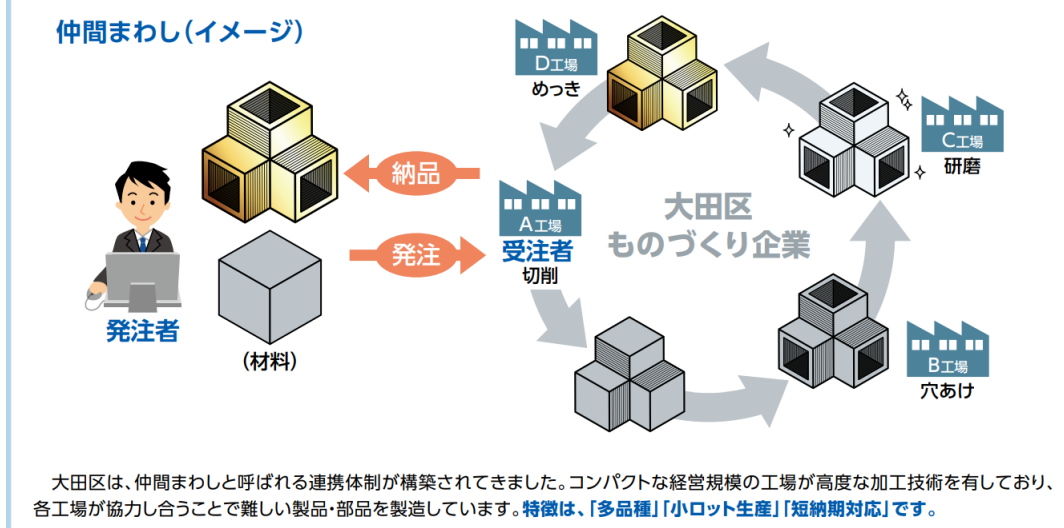 仲間まわし(イメージ)
D工場
めっき
C工場
研磨
納品
A工場
受注者
切削
大田区
ものづくり企業
発注
発注者
(材料)
B工場
穴あけ
大田区は、仲間まわしと呼ばれる連携体制が構築されてきました。コンパクトな経営規模の工場が高度な加工技術を有しており、
各工場が協力し合うことで難しい製品・部品を製造しています。特徴は、「多品種」「小ロット生産」「短納期対応」です。